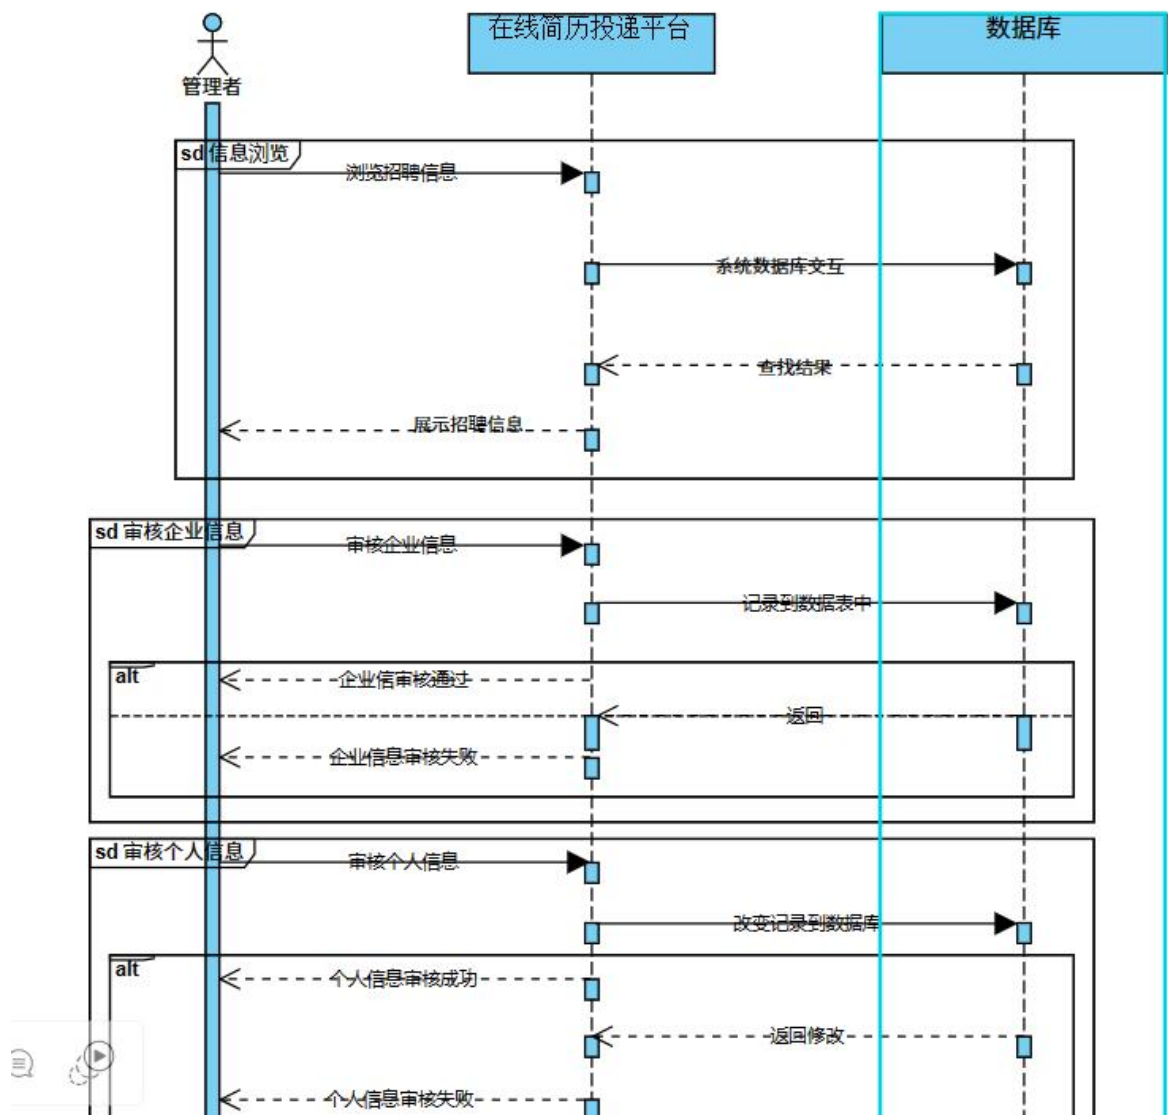 在线简历投递平台
数据库
管理者
sd 信息浏览
浏览招聘信息
系统数据库交互
查找结果
展示招聘信息
sd 审核企业信息
审核企业信息
记录到数据表中
alt
企业信审核通过
返回
企业信息审核失败
sd 审核个人信息
审核个人信息
改变记录到数据库
alt
个人信息审核成功
返回修改
个人信息审核失败